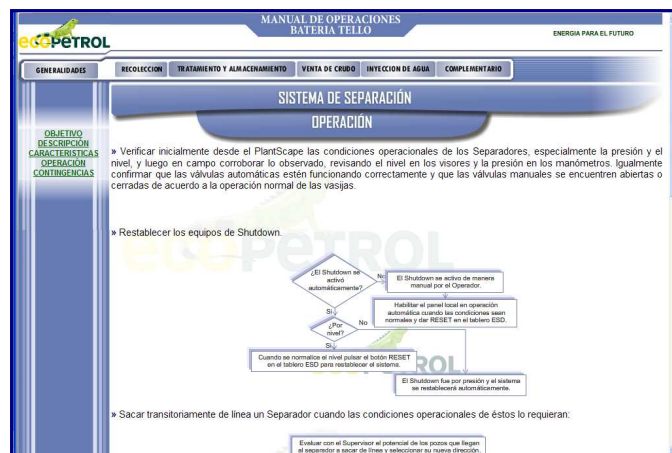 MANUAL DE OPERACIONES
BATERIA TELLO
ecoPETROL
ENERGIA PARA EL FUTURO
GENERALIDADES
RECOLECCION TRATAMIENTO Y ALMACENAMIENTO VENTA DE CRUDO INYECCION DE AGUA COMPLEMENTARIO
SISTEMA DE SEPARACIÓN
OPERACIÓN
OBJETIVO
DESCRIPCIÓN
CARACTERISTICAS
OPERACIÓN
CONTINGENCIAS
» Verificar inicialmente desde el PlantScape las condiciones operacionales de los Separadores, especialmente la presión y el
nivel, y luego en campo corroborar lo observado, revisando el nivel en los visores y la presión en los manómetros. Igualmente
confirmar que las válvulas automáticas estén funcionando correctamente y que las válvulas manuales se encuentren abiertas o
cerradas de acuerdo a la operación normal de las vasijas.
» Restablecer los equipos de Shutdown.
ecoPETROL
¿El Shutdown se
activó
automáticamente?
No
El Shutdown se activo de manera
manual por el Operador.
Habilitar el panel local en operación
automática cuando las condiciones sean
normales y dar RESET en el tablero ESD.
Si
¿Por
nivel?
No
Si
Cuando se normalice el nivel pulsar el botón RESET
en el tablero ESD para restablecer el sistema.
El Shutdown fue por presión y el sistema
se restablecerá automáticamente.
» Sacar transitoriamente de línea un Separador cuando las condiciones operacionales de éstos lo requieran:
Evaluar con el Supervisor el potencial de los pozos que llegan
al separador a sacar de línea y seleccionar su nueva dirección.